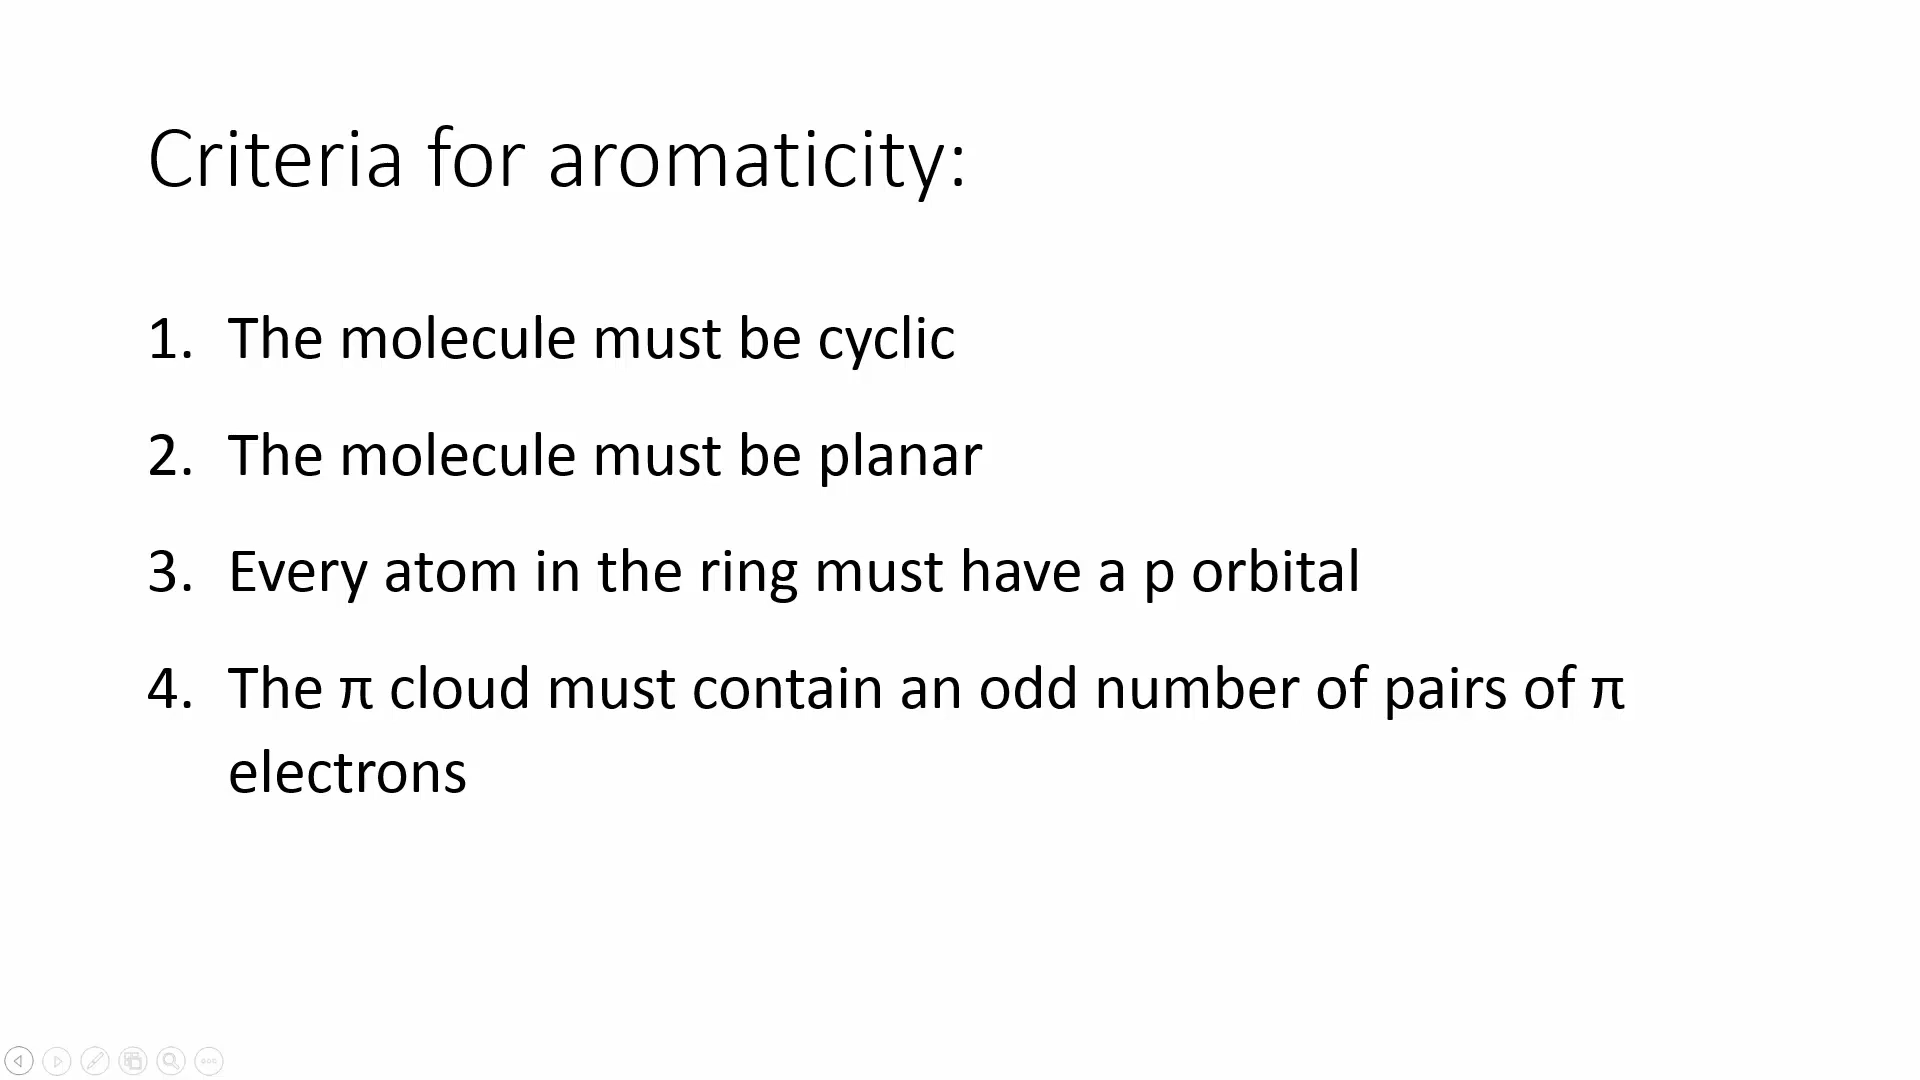 Criteria for aromaticity:
1. The molecule must be cyclic
2. The molecule must be planar
3. Every atom in the ring must have a p orbital
4. The π cloud must contain an odd number of pairs of π
electrons